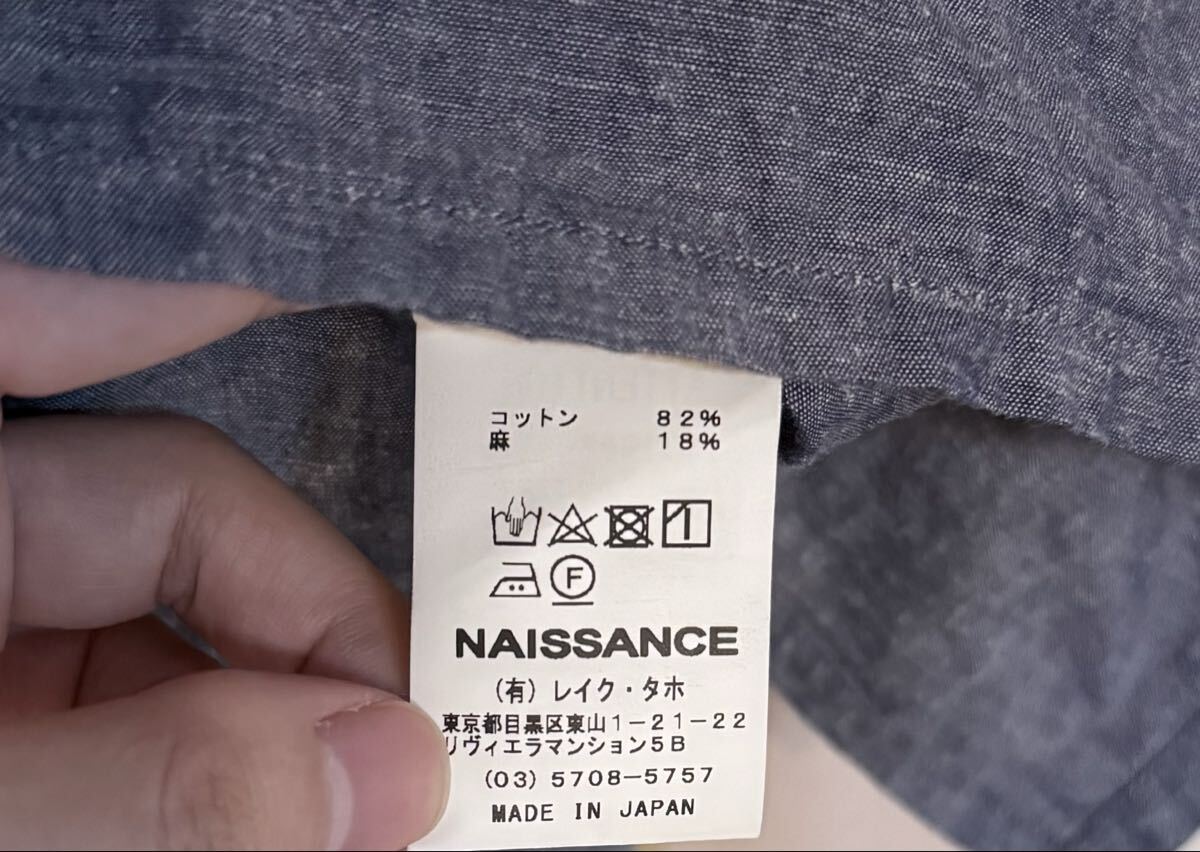 コットン 82%
麻 18%
F
NAISSANCE
(有)レイク・タホ
東京都目黒区東山1-21-22
リヴィエラマンション5B
(03)5708-5757
MADE IN JAPAN